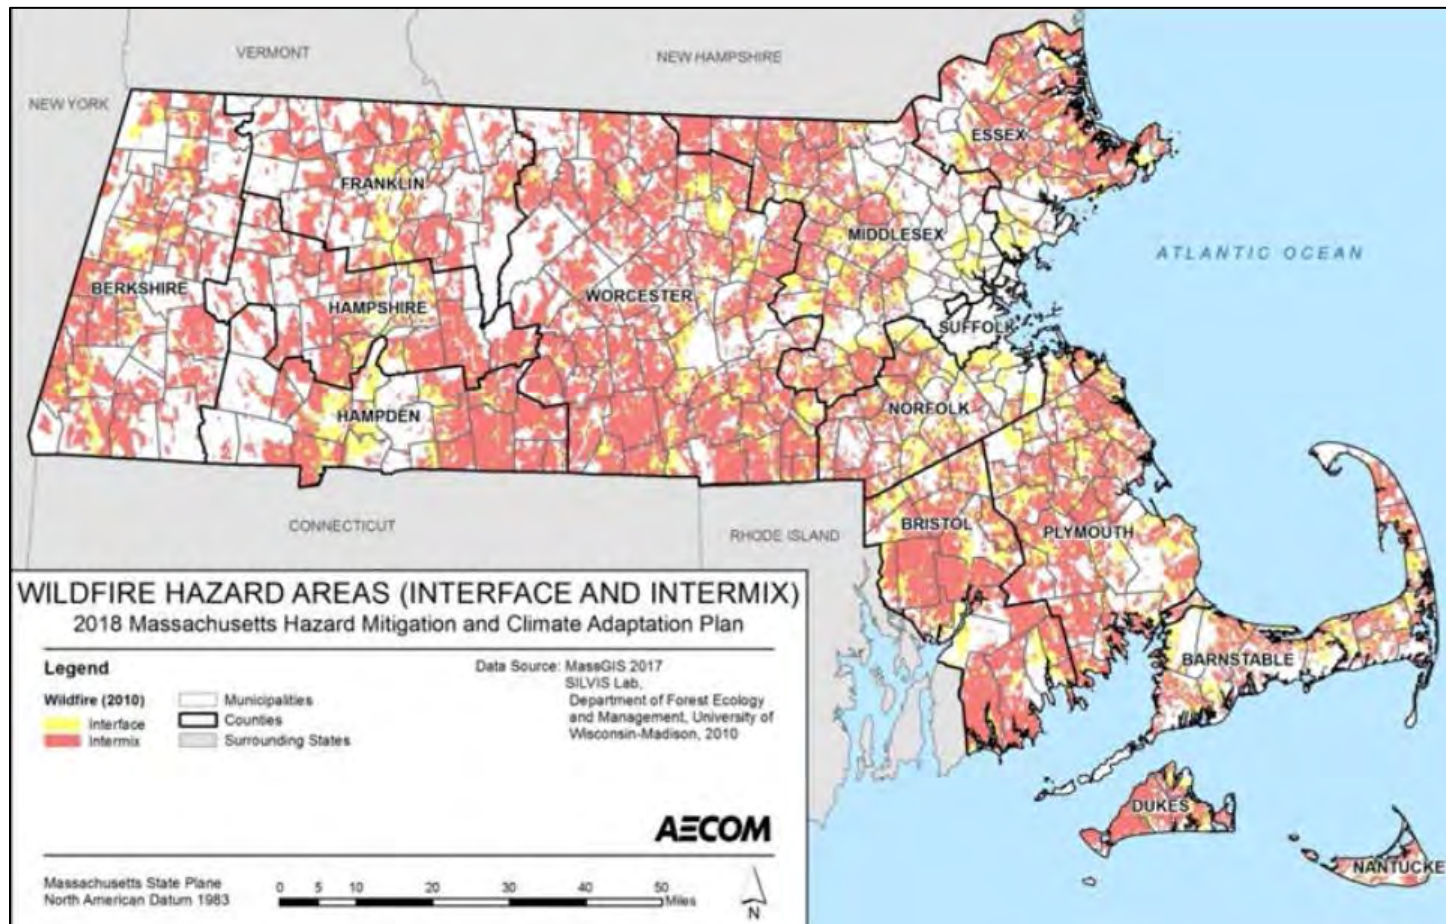 VERMONT
NEW HAMPSHIRE
NEW YORK
ESSEX
FRANKLIN
MIDDLESEX
ATLANTIC OCEAN
BERKSHIRE
HAMPSHIRE
WORCESTER
SUFFOLK
HAMPDEN
NORFOLK
CONNECTICUT
RHODE ISLAND
BRISTOL
PLYMOUTH
BARNSTABLE
DUKES
NANTUCKE
WILDFIRE HAZARD AREAS (INTERFACE AND INTERMIX)
2018 Massachusetts Hazard Mitigation and Climate Adaptation Plan
Legend
Wildfire (2010)
Interface
Intermix
Municipalities
Counties
Surrounding States
Data Source: MassGIS 2017
SILVIS Lab,
Department of Forest Ecology
and Management, University of
Wisconsin-Madison, 2010
AECOM
Massachusetts State Plane
North American Datum 1983
0 5 10 20 30 40 50
Miles
N